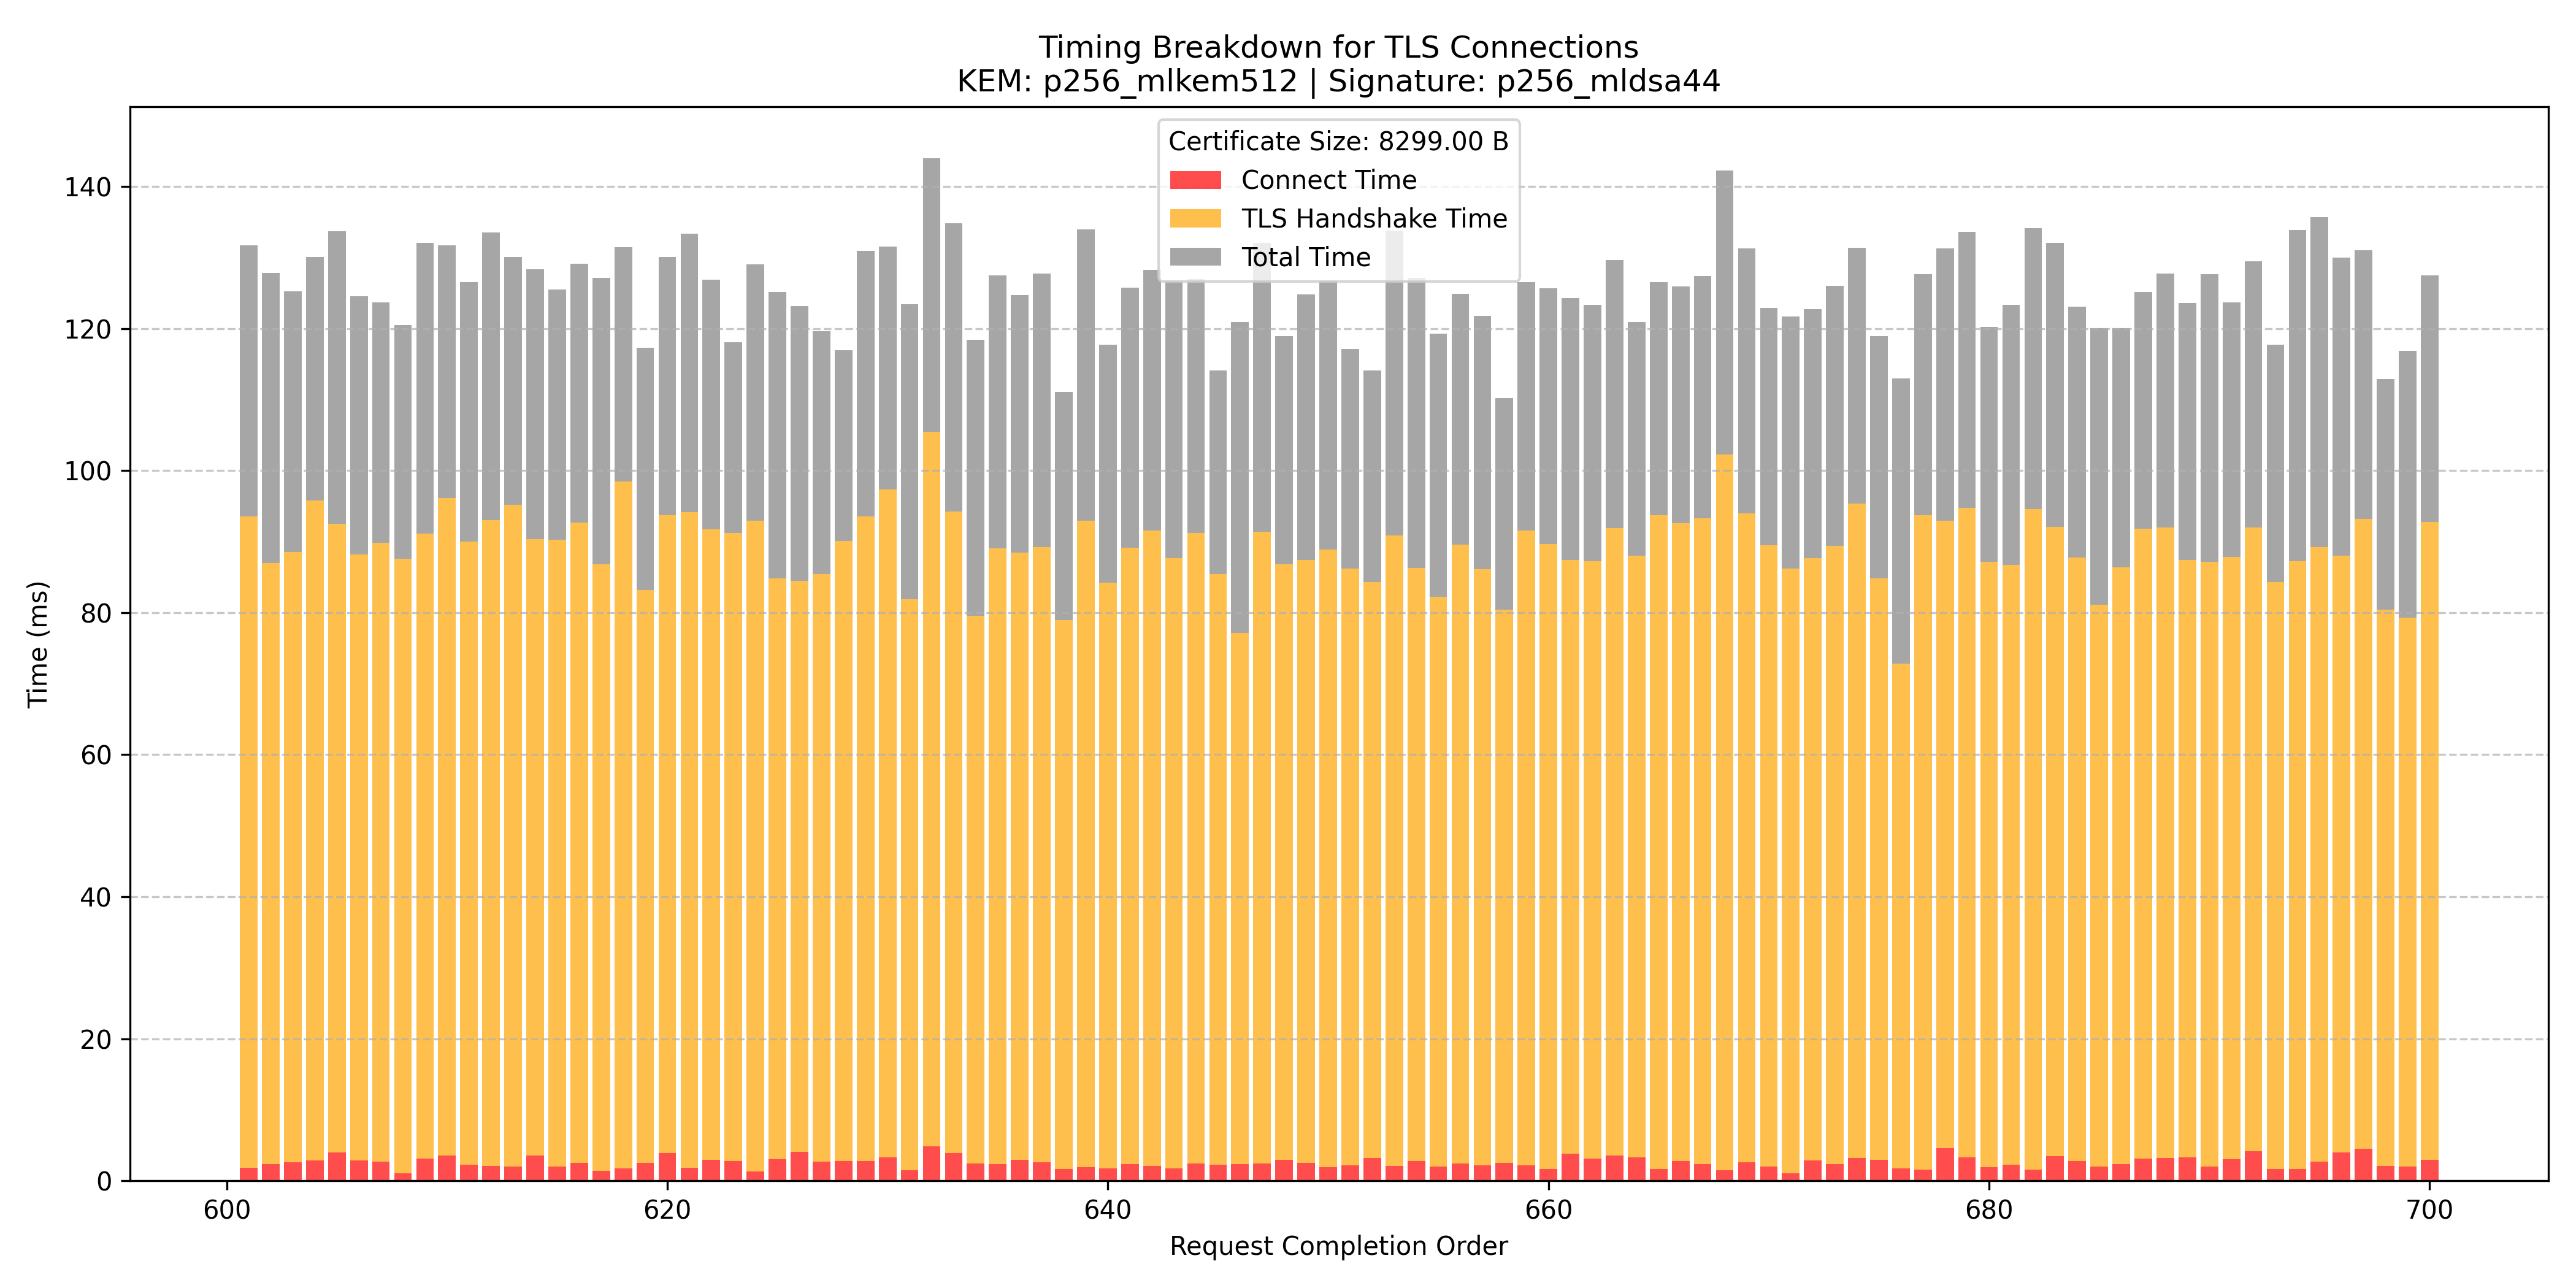 Timing Breakdown for TLS Connections
KEM: p256_mlkem512 | Signature: p256_mldsa44
Certificate Size: 8299.00 B
Connect Time
TLS Handshake Time
Total Time
Time (ms)
140
120
100
80
60
40
20
0
600 620 640 660 680 700
Request Completion Order